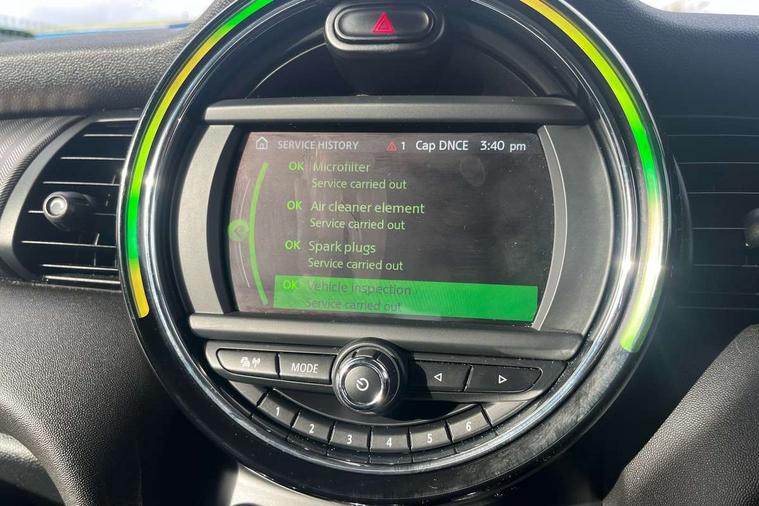 SERVICE HISTORY 1 Cap DNCE 3:40 pm
OK Microfilter
Service carried out
OK Air cleaner element
Service carried out
OK Spark plugs
Service carried out
OK Vehicle inspection
Service carried out
MODE
1 2 3 4 5 6